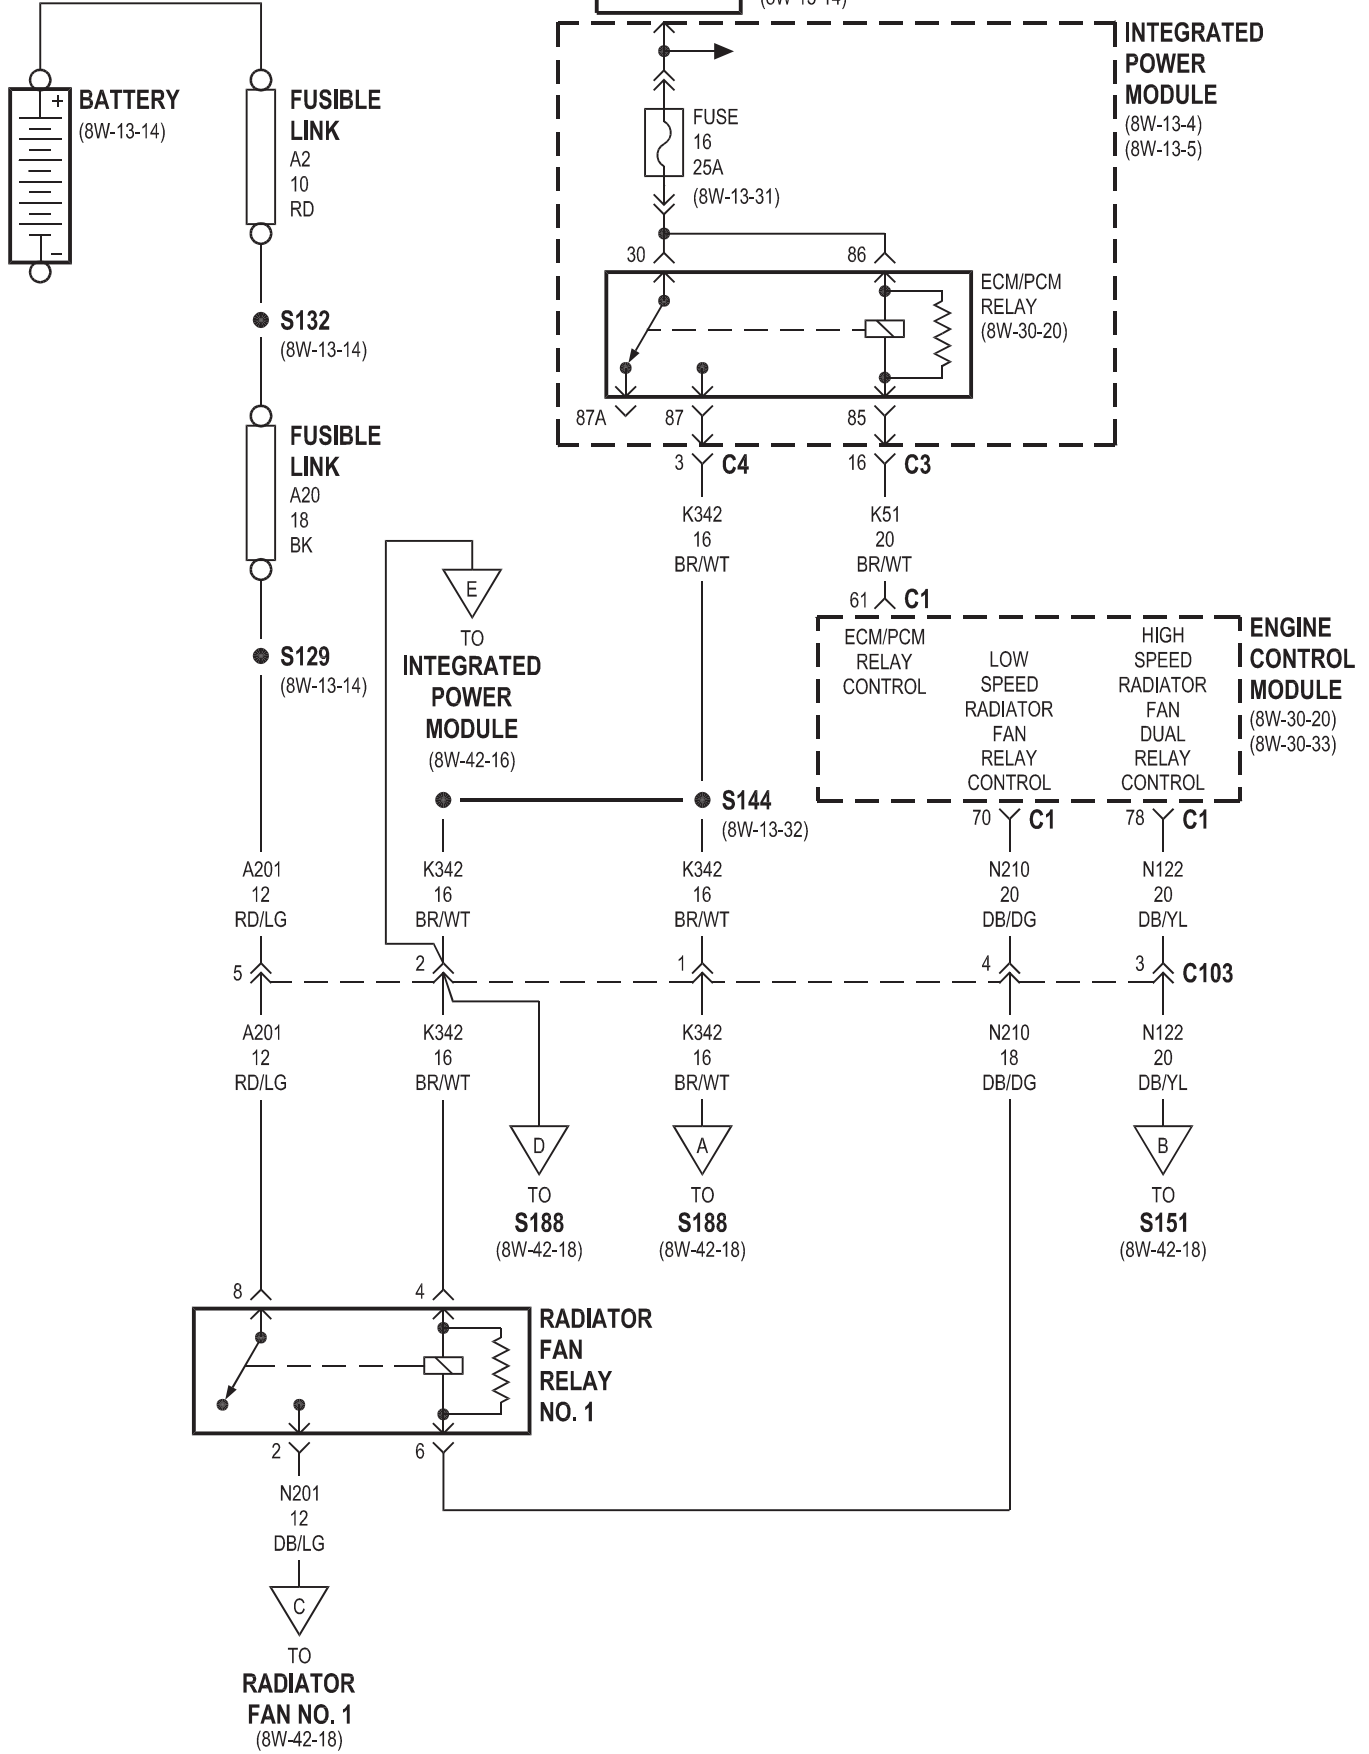 (8W-13-14)
INTEGRATED
POWER
MODULE
(8W-13-4)
(8W-13-5)
+
BATTERY
(8W-13-14)
-
FUSIBLE
LINK
A2
10
RD
FUSE
16
25A
(8W-13-31)
30
86
ECM/PCM
RELAY
(8W-30-20)
S132
(8W-13-14)
87A
87
85
FUSIBLE
LINK
A20
18
BK
3
C4
16
C3
K342
16
BR/WT
K51
20
BR/WT
61
C1
E
TO
INTEGRATED
POWER
MODULE
(8W-42-16)
S129
(8W-13-14)
ECM/PCM
RELAY
CONTROL
LOW
SPEED
RADIATOR
FAN
RELAY
CONTROL
HIGH
SPEED
RADIATOR
FAN
DUAL
RELAY
CONTROL
ENGINE
CONTROL
MODULE
(8W-30-20)
(8W-30-33)
S144
(8W-13-32)
70
C1
78
C1
A201
12
RD/LG
K342
16
BR/WT
K342
16
BR/WT
N210
20
DB/DG
N122
20
DB/YL
5
2
1
4
3
C103
A201
12
RD/LG
K342
16
BR/WT
K342
16
BR/WT
N210
18
DB/DG
N122
20
DB/YL
D
TO
S188
(8W-42-18)
A
TO
S188
(8W-42-18)
B
TO
S151
(8W-42-18)
8
4
RADIATOR
FAN
RELAY
NO. 1
2
6
N201
12
DB/LG
C
TO
RADIATOR
FAN NO. 1
(8W-42-18)